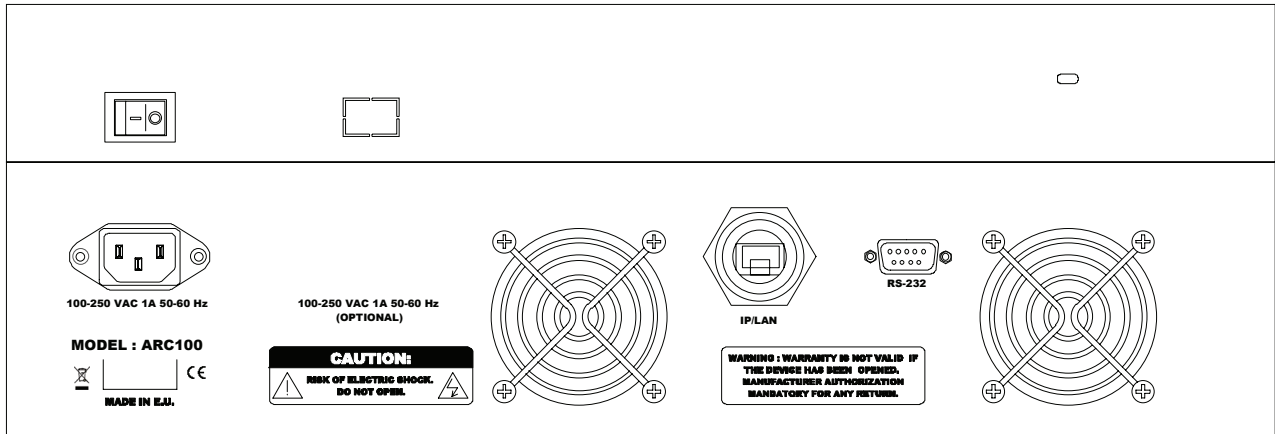 100-250 VAC 1A 50-60 Hz
100-250 VAC 1A 50-60 Hz
(OPTIONAL)
IP/LAN
RS-232
MODEL : ARC100
CE
MADE IN E.U.
CAUTION:
RISK OF ELECTRIC SHOCK.
DO NOT OPEN.
WARNING : WARRANTY IS NOT VALID IF
THE DEVICE HAS BEEN OPENED.
MANUFACTURER AUTHORIZATION
MANDATORY FOR ANY RETURN.